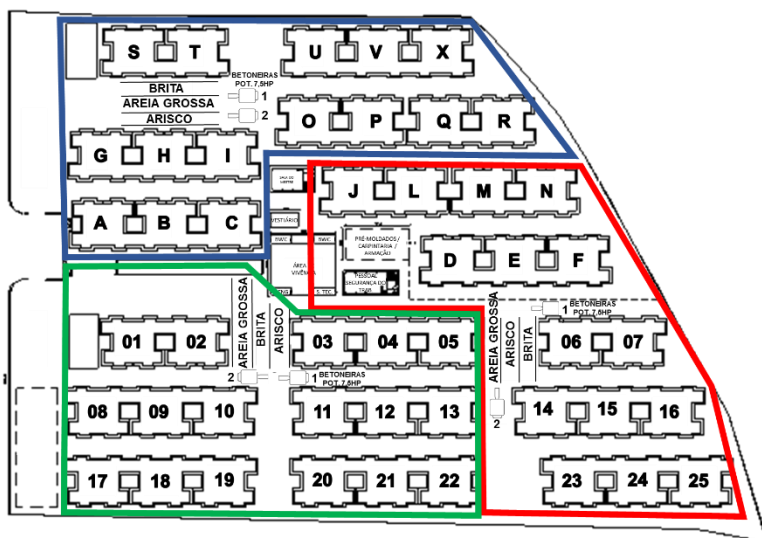 S T U V X
BETONEIRAS
POT. 7,5HP
BRITA
1
AREIA GROSSA
2
ARISCO
O P Q R
G H I
J L M N
A B C
VESTIÁRIO
PRÉ-MOLDADOS /
CARPINTARIA /
ARMAÇÃO
D E F
ÁREA
VIVÊNCIA
PESSOAL
SEGURANÇA DO
TRAB.
S. TEC.
AREIA GROSSA
BRITA
ARISCO
AREIA GROSSA
ARISCO
BRITA
1
BETONEIRAS
POT. 7,5HP
01 02 03 04 05 06 07
2
1
BETONEIRAS
POT. 7,5HP
2
08 09 10 11 12 13 14 15 16
17 18 19 20 21 22 23 24 25